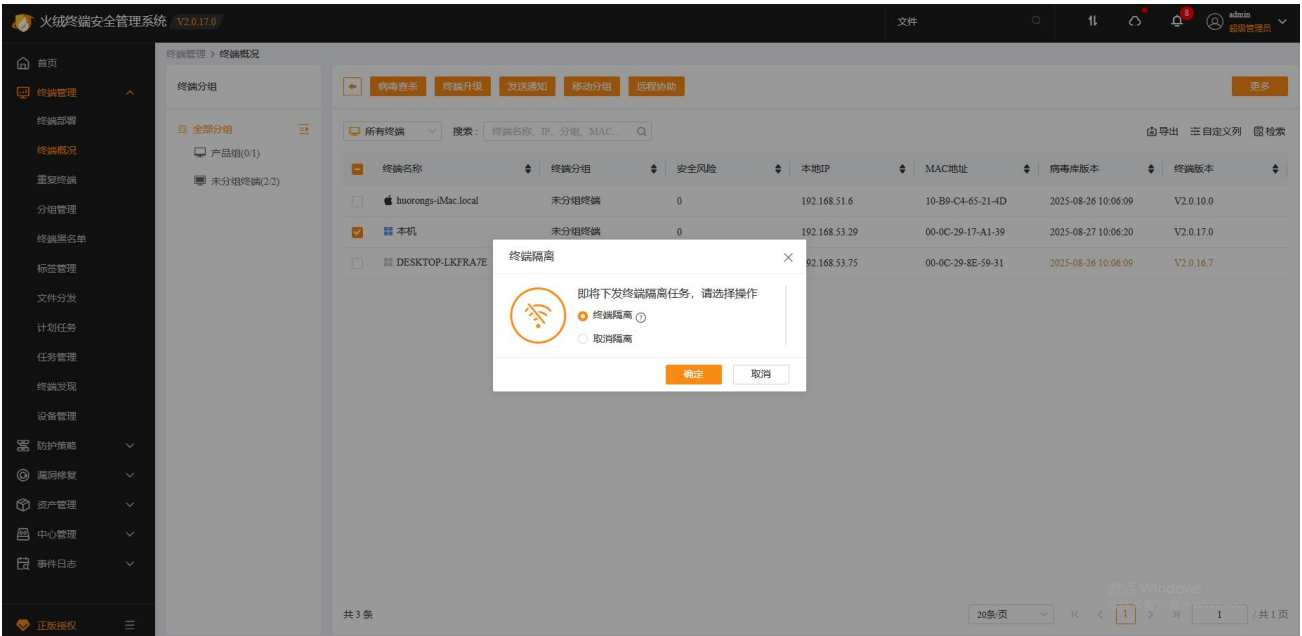 火绒终端安全管理系统 V2.0.17.0 文件 8 admin
超级管理员
首页
终端管理
终端部署
终端概况
重复终端
分组管理
终端黑名单
标签管理
文件分发
计划任务
任务管理
终端发现
设备管理
防护策略
漏洞修复
资产管理
中心管理
事件日志
正版授权
终端管理 > 终端概况
终端分组
全部分组
产品组(0/1)
未分组终端(2/2)
病毒查杀 终端升级 发送通知 移动分组 远程协助 更多
所有终端 搜索: 终端名称、IP、分组、MAC... 导出 自定义列 检索
终端名称 终端分组 安全风险 本地IP MAC地址 病毒库版本 终端版本
huorongs-iMac.local 未分组终端 0 192.168.51.6 10-B9-C4-65-21-4D 2025-08-26 10:06:09 V2.0.10.0
本机 未分组终端 0 192.168.53.29 00-0C-29-17-A1-39 2025-08-27 10:06:20 V2.0.17.0
DESKTOP-LKFRA7E 92.168.53.75 00-0C-29-8E-59-31 2025-08-26 10:06:09 V2.0.16.7
终端隔离
即将下发终端隔离任务，请选择操作
终端隔离 ?
取消隔离
确定 取消
激活 Windows
共 3 条 20条/页 1 1 /共 1 页